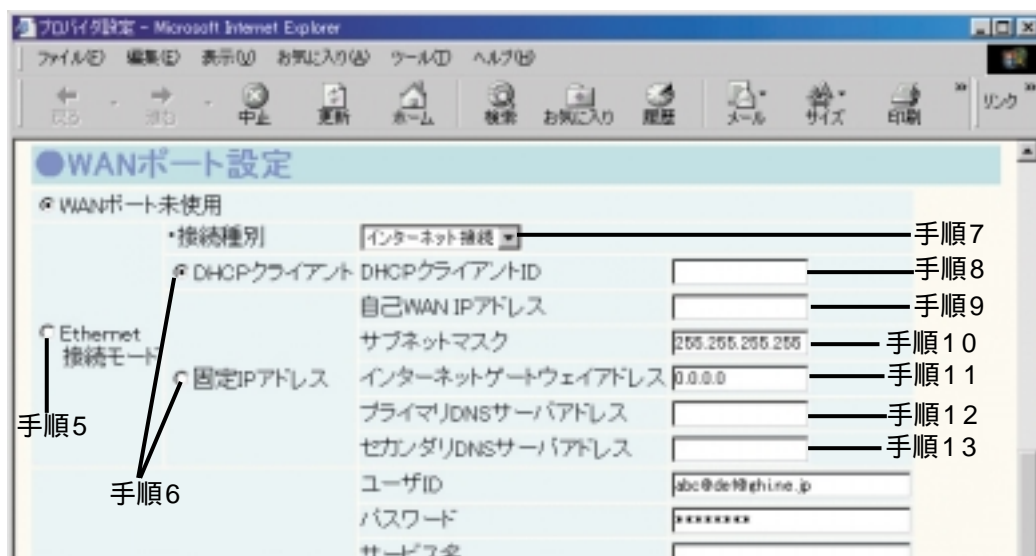 プロバイダ設定 - Microsoft Internet Explorer
ファイル(F) 編集(E) 表示(V) お気に入り(A) ツール(T) ヘルプ(H)
戻る 進む 中止 更新 ホーム 検索 お気に入り 履歴 メール サイズ 印刷 » リンク »
●WANポート設定
WANポート未使用
・接続種別 インターネット接続 手順7
DHCPクライアント DHCPクライアントID 手順8
自己WAN IPアドレス 手順9
Ethernet
接続モード
サブネットマスク 255.255.255.255 手順10
固定IPアドレス インターネットゲートウェイアドレス 0.0.0.0 手順11
プライマリDNSサーバアドレス 手順12
手順5
セカンダリDNSサーバアドレス 手順13
手順6
ユーザID
パスワード ********
サービス名